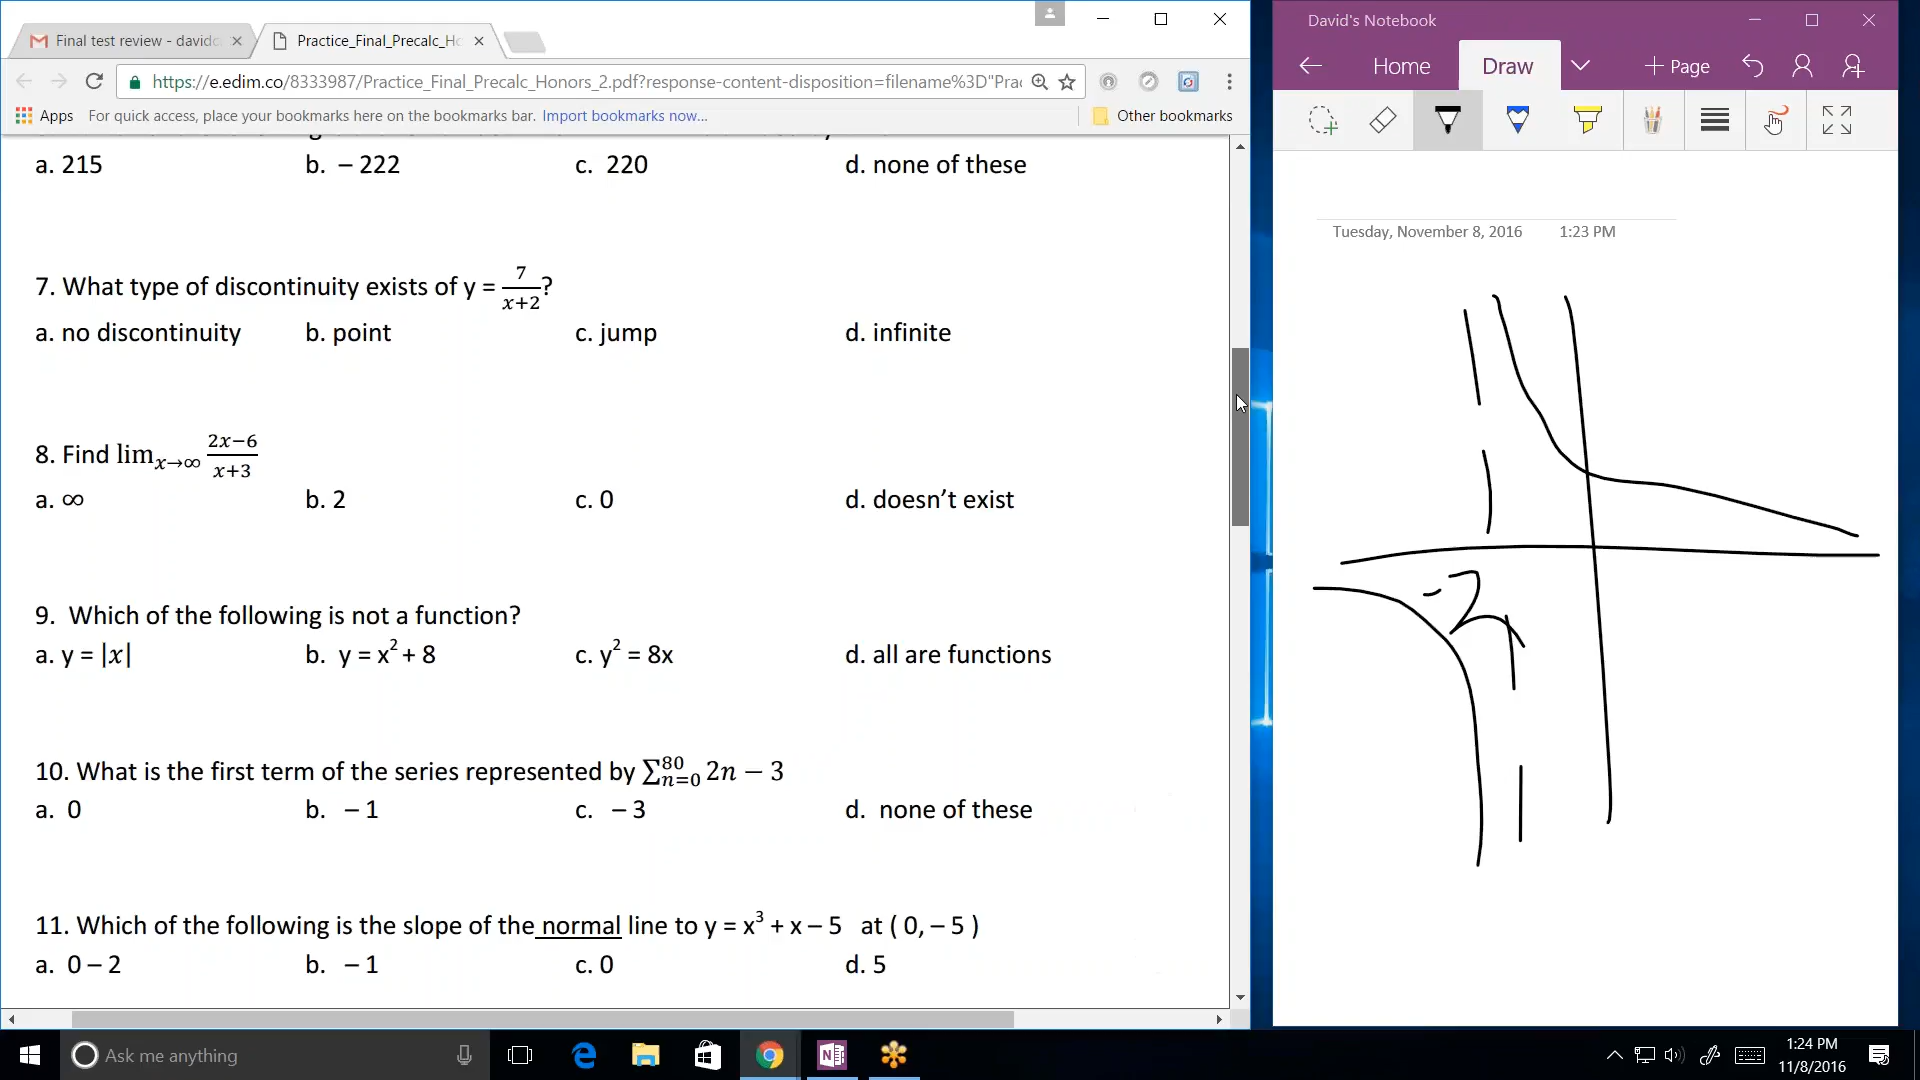 Final test review - davidc
Practice_Final_Precalc_Ho
https://e.edim.co/8333987/Practice_Final_Precalc_Honors_2.pdf?response-content-disposition=filename%3D"Prac
Apps For quick access, place your bookmarks here on the bookmarks bar. Import bookmarks now... Other bookmarks
a. 215 b. – 222 c. 220 d. none of these
7. What type of discontinuity exists of y = 7/(x+2)?
a. no discontinuity b. point c. jump d. infinite
8. Find lim x→∞ (2x−6)/(x+3)
a. ∞ b. 2 c. 0 d. doesn’t exist
9. Which of the following is not a function?
a. y = |x| b. y = x² + 8 c. y² = 8x d. all are functions
10. What is the first term of the series represented by ∑⁸⁰ₙ₌₀ 2n − 3
a. 0 b. – 1 c. – 3 d. none of these
11. Which of the following is the slope of the normal line to y = x³ + x – 5 at ( 0, – 5 )
a. 0 – 2 b. – 1 c. 0 d. 5
David's Notebook
Home Draw + Page
Tuesday, November 8, 2016 1:23 PM
-2
Ask me anything
1:24 PM
11/8/2016